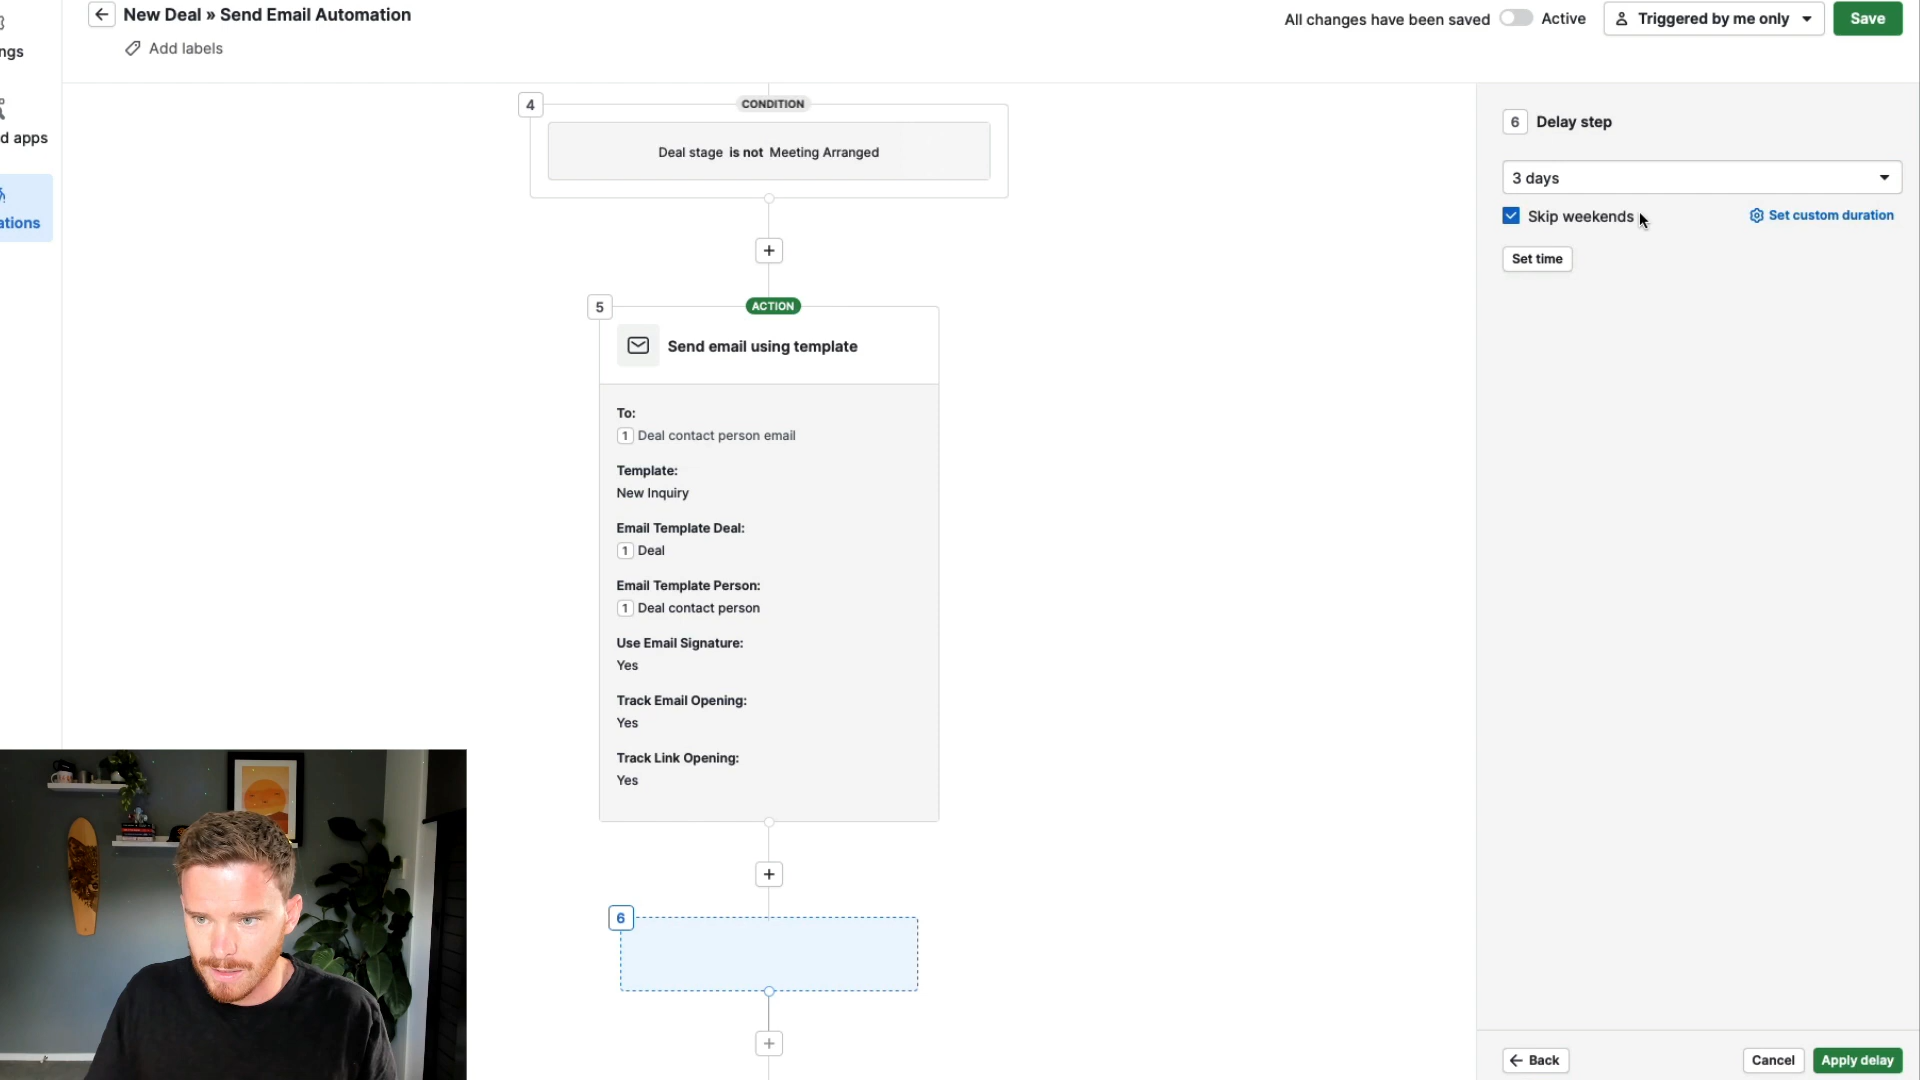 New Deal » Send Email Automation
All changes have been saved
Active
Triggered by me only
Save
Add labels
ngs
d apps
ations
4
CONDITION
Deal stage is not Meeting Arranged
+
5
ACTION
Send email using template
To:
1 Deal contact person email
Template:
New Inquiry
Email Template Deal:
1 Deal
Email Template Person:
1 Deal contact person
Use Email Signature:
Yes
Track Email Opening:
Yes
Track Link Opening:
Yes
+
6
+
6 Delay step
3 days
Skip weekends
Set custom duration
Set time
Back
Cancel
Apply delay